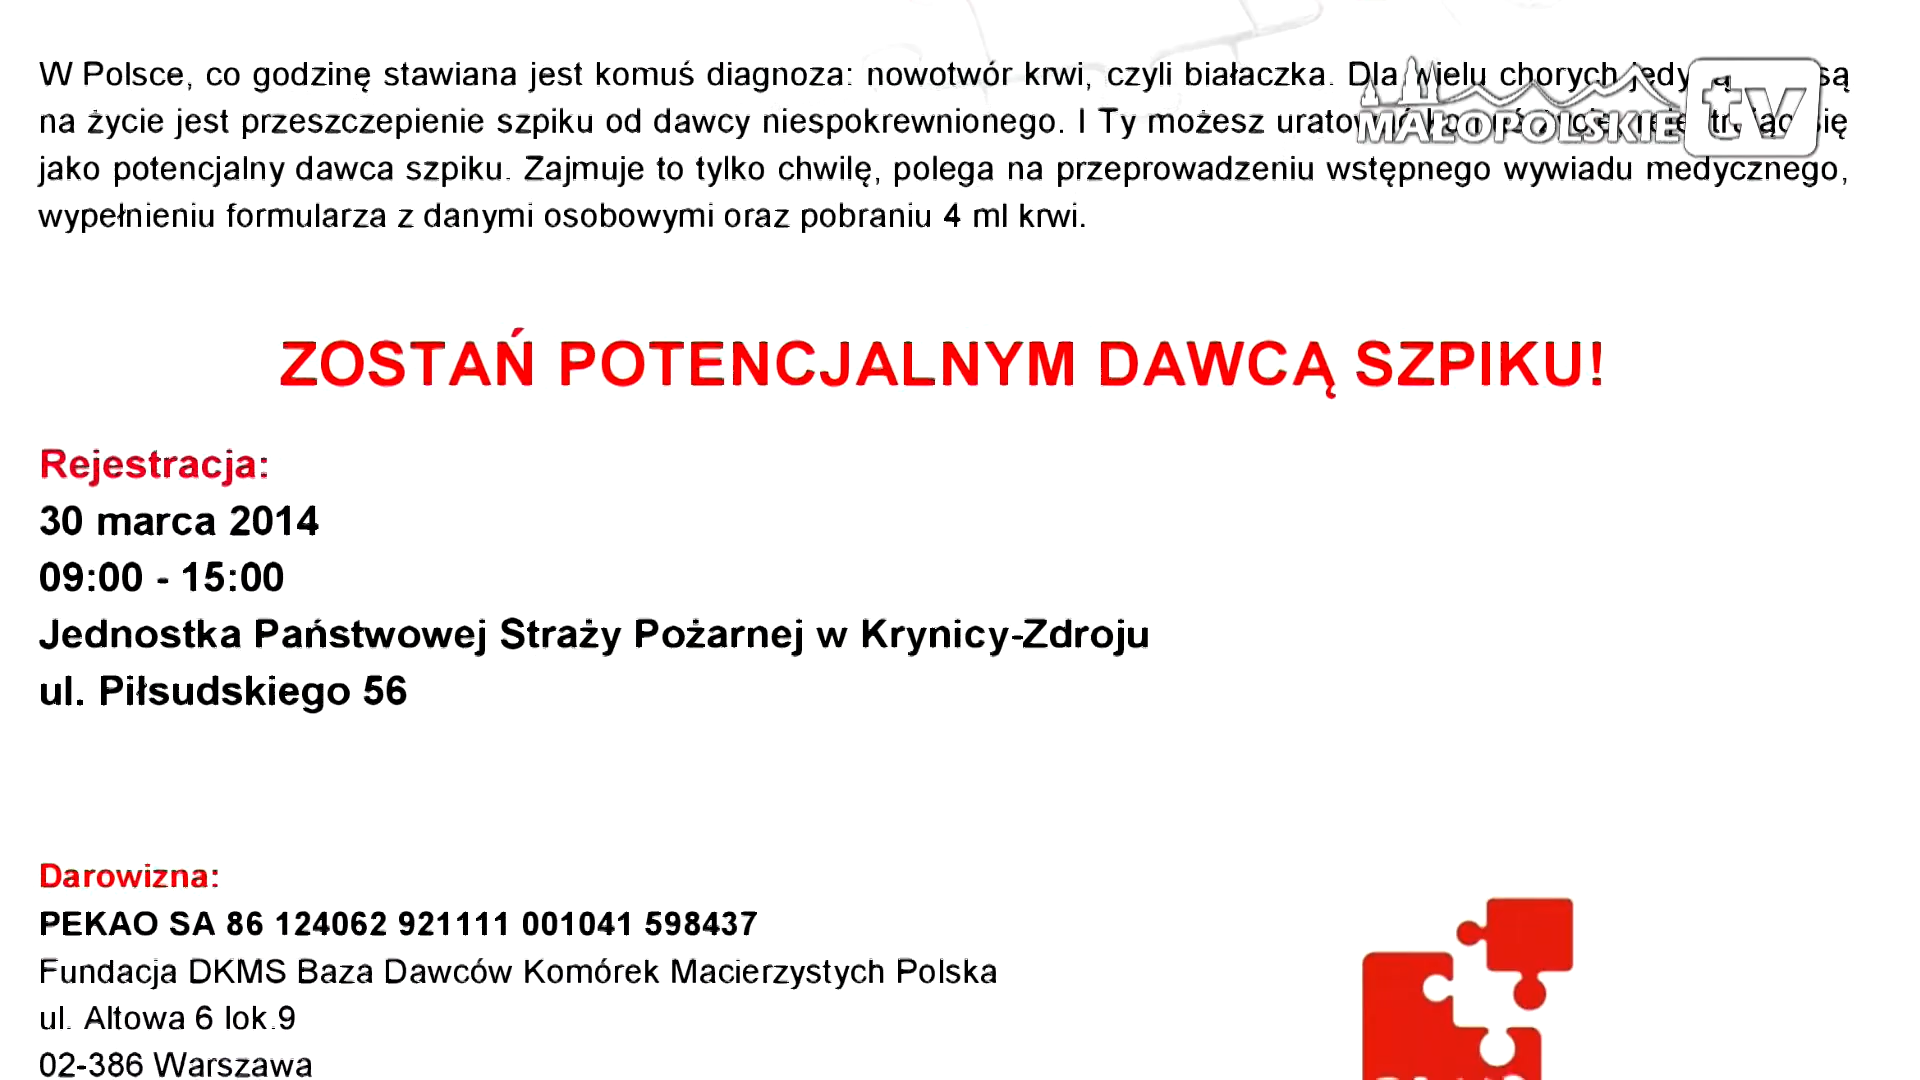 W Polsce, co godzinę stawiana jest komuś diagnoza: nowotwór krwi, czyli białaczka. Dla wielu chorych
MAŁOPOLSKIE tv
na życie jest przeszczepienie szpiku od dawcy niespokrewnionego. I Ty możesz
jako potencjalny dawca szpiku. Zajmuje to tylko chwilę, polega na przeprowadzeniu wstępnego wywiadu medycznego,
wypełnieniu formularza z danymi osobowymi oraz pobraniu 4 ml krwi.
ZOSTAŃ POTENCJALNYM DAWCĄ SZPIKU!
Rejestracja:
30 marca 2014
09:00 - 15:00
Jednostka Państwowej Straży Pożarnej w Krynicy-Zdroju
ul. Piłsudskiego 56
Darowizna:
PEKAO SA 86 124062 921111 001041 598437
Fundacja DKMS Baza Dawców Komórek Macierzystych Polska
ul. Altowa 6 lok.9
02-386 Warszawa